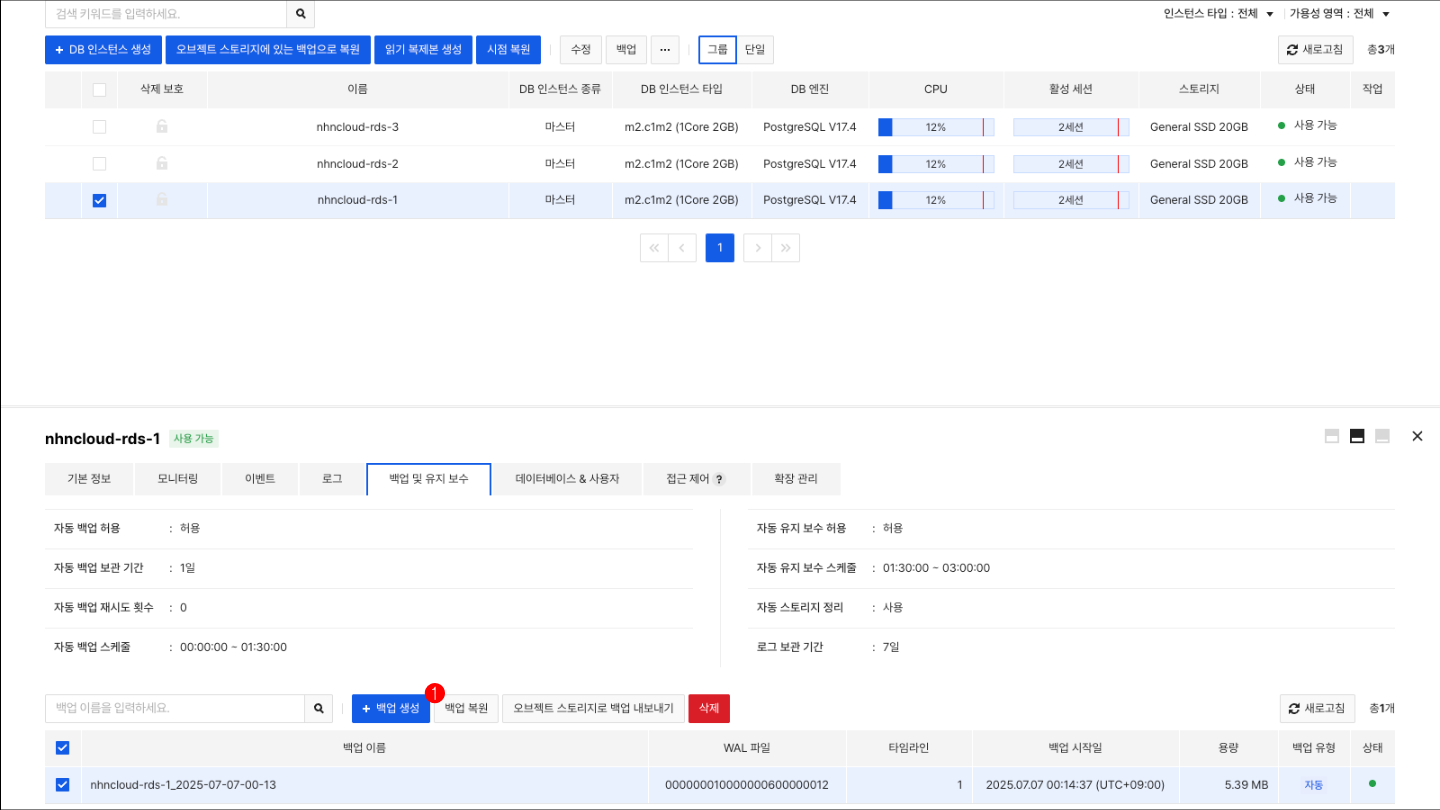 검색 키워드를 입력하세요.
인스턴스 타입 : 전체
가용성 영역 : 전체
+ DB 인스턴스 생성
오브젝트 스토리지에 있는 백업으로 복원
읽기 복제본 생성
시점 복원
수정
백업
...
그룹
단일
새로고침
총3개
삭제 보호 이름 DB 인스턴스 종류 DB 인스턴스 타입 DB 엔진 CPU 활성 세션 스토리지 상태 작업
nhncloud-rds-3 마스터 m2.c1m2 (1Core 2GB) PostgreSQL V17.4 12% 2세션 General SSD 20GB 사용 가능
nhncloud-rds-2 마스터 m2.c1m2 (1Core 2GB) PostgreSQL V17.4 12% 2세션 General SSD 20GB 사용 가능
nhncloud-rds-1 마스터 m2.c1m2 (1Core 2GB) PostgreSQL V17.4 12% 2세션 General SSD 20GB 사용 가능
« ‹ 1 › »
nhncloud-rds-1 사용 가능
기본 정보 모니터링 이벤트 로그 백업 및 유지 보수 데이터베이스 & 사용자 접근 제어 ? 확장 관리
자동 백업 허용 : 허용
자동 백업 보관 기간 : 1일
자동 백업 재시도 횟수 : 0
자동 백업 스케줄 : 00:00:00 ~ 01:30:00
자동 유지 보수 허용 : 허용
자동 유지 보수 스케줄 : 01:30:00 ~ 03:00:00
자동 스토리지 정리 : 사용
로그 보관 기간 : 7일
백업 이름을 입력하세요.
+ 백업 생성
1
백업 복원
오브젝트 스토리지로 백업 내보내기
삭제
새로고침
총1개
백업 이름 WAL 파일 타임라인 백업 시작일 용량 백업 유형 상태
nhncloud-rds-1_2025-07-07-00-13 000000010000000600000012 1 2025.07.07 00:14:37 (UTC+09:00) 5.39 MB 자동